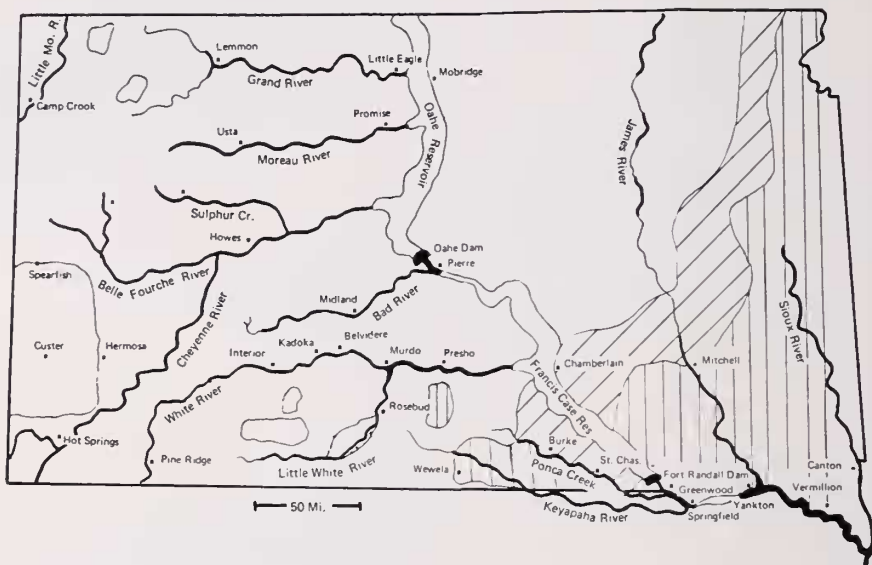 Little Mo. R.
Lemmon
Little Eagle
Grand River
Mobridge
Camp Crook
Promise
Usta
Moreau River
Oahe Reservoir
James River
Sulphur Cr.
Howes
Oahe Dam
Pierre
Spearfish
Belle Fourche River
Cheyenne River
Midland
Bad River
Sioux River
Custer
Hermosa
Interior
Kadoka
Belvidere
Murdo
Presho
Francis Case Res
Chamberlain
Mitchell
White River
Rosebud
Hot Springs
Burke
Pine Ridge
Little White River
Wewela
Ponca Creek
St. Chas.
Fort Randall Dam
Canton
Greenwood
Vermillion
50 Mi.
Keyapaha River
Springfield
Yankton